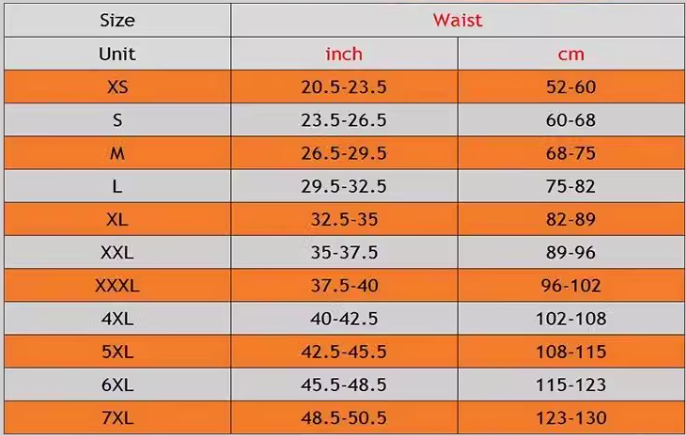 Size Waist
Unit inch cm
XS 20.5-23.5 52-60
S 23.5-26.5 60-68
M 26.5-29.5 68-75
L 29.5-32.5 75-82
XL 32.5-35 82-89
XXL 35-37.5 89-96
XXXL 37.5-40 96-102
4XL 40-42.5 102-108
5XL 42.5-45.5 108-115
6XL 45.5-48.5 115-123
7XL 48.5-50.5 123-130